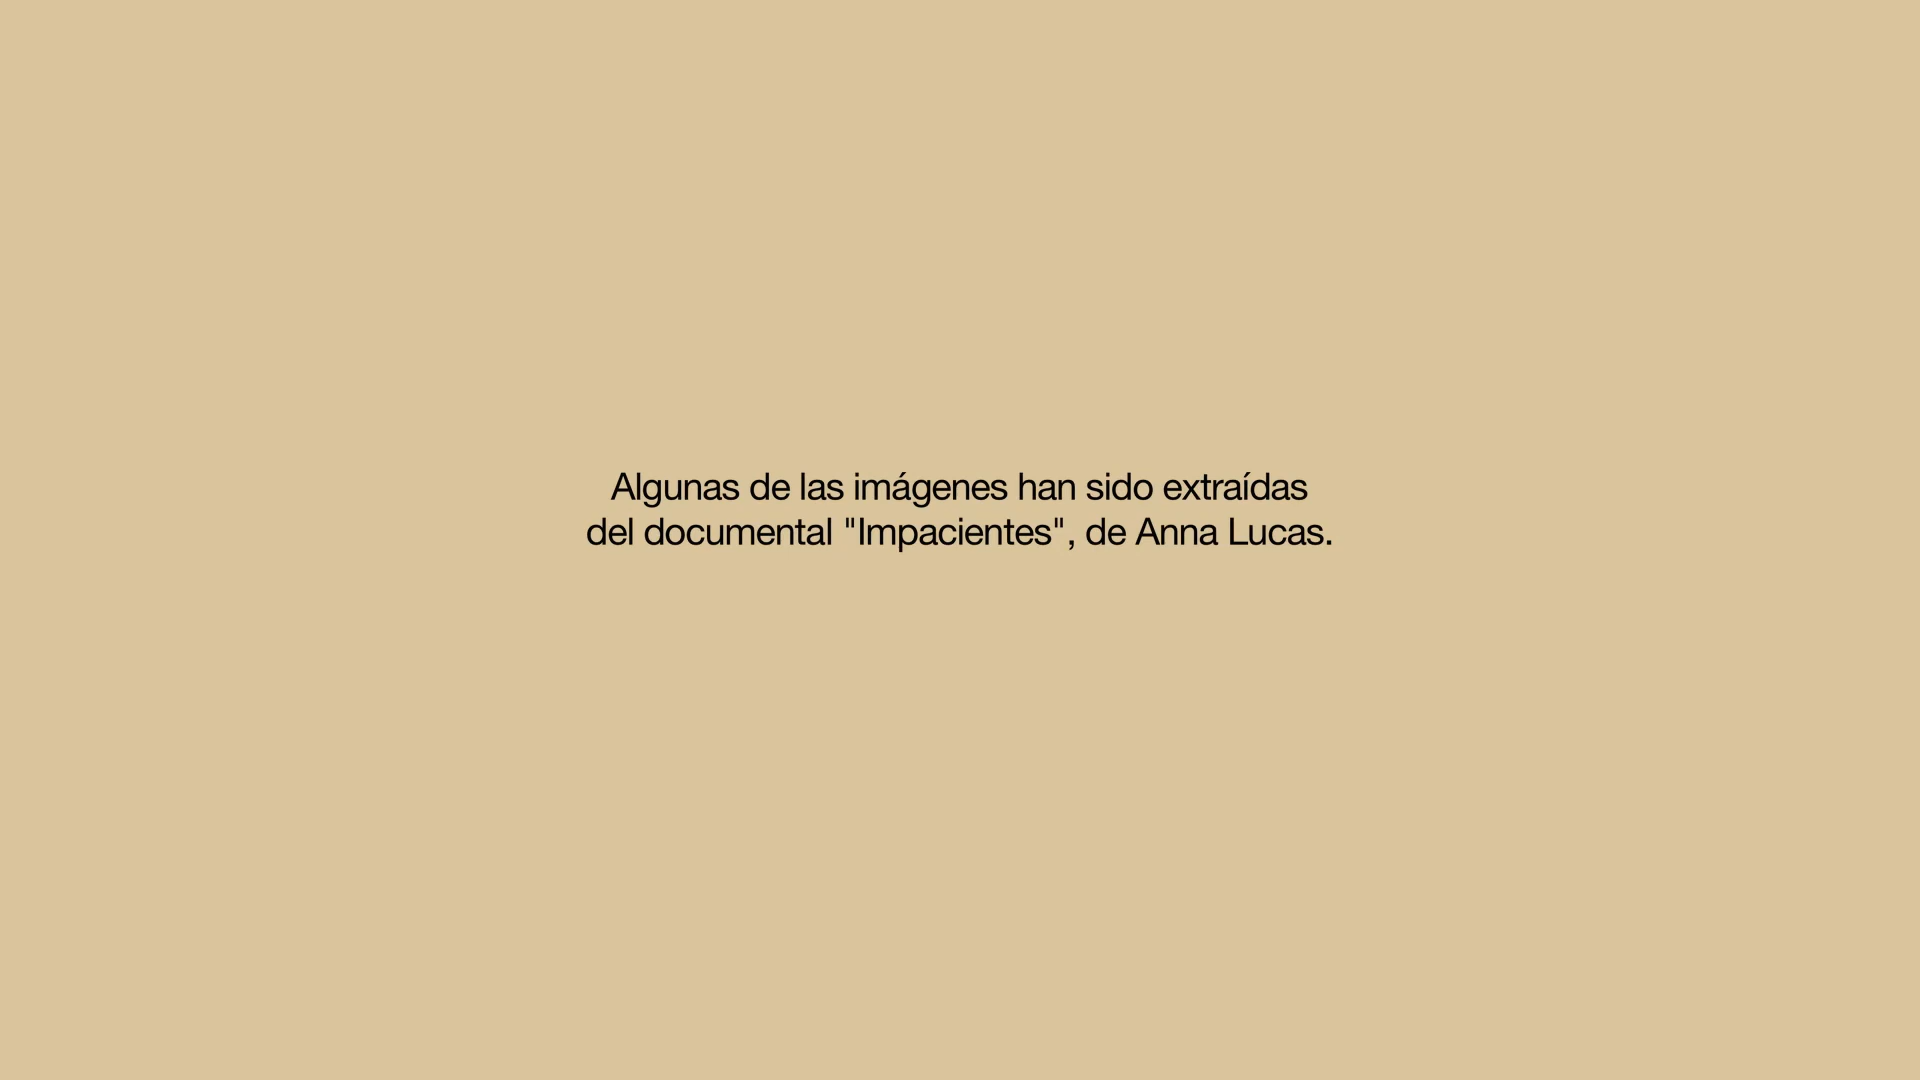 Algunas de las imágenes han sido extraídas
del documental "Impacientes", de Anna Lucas.